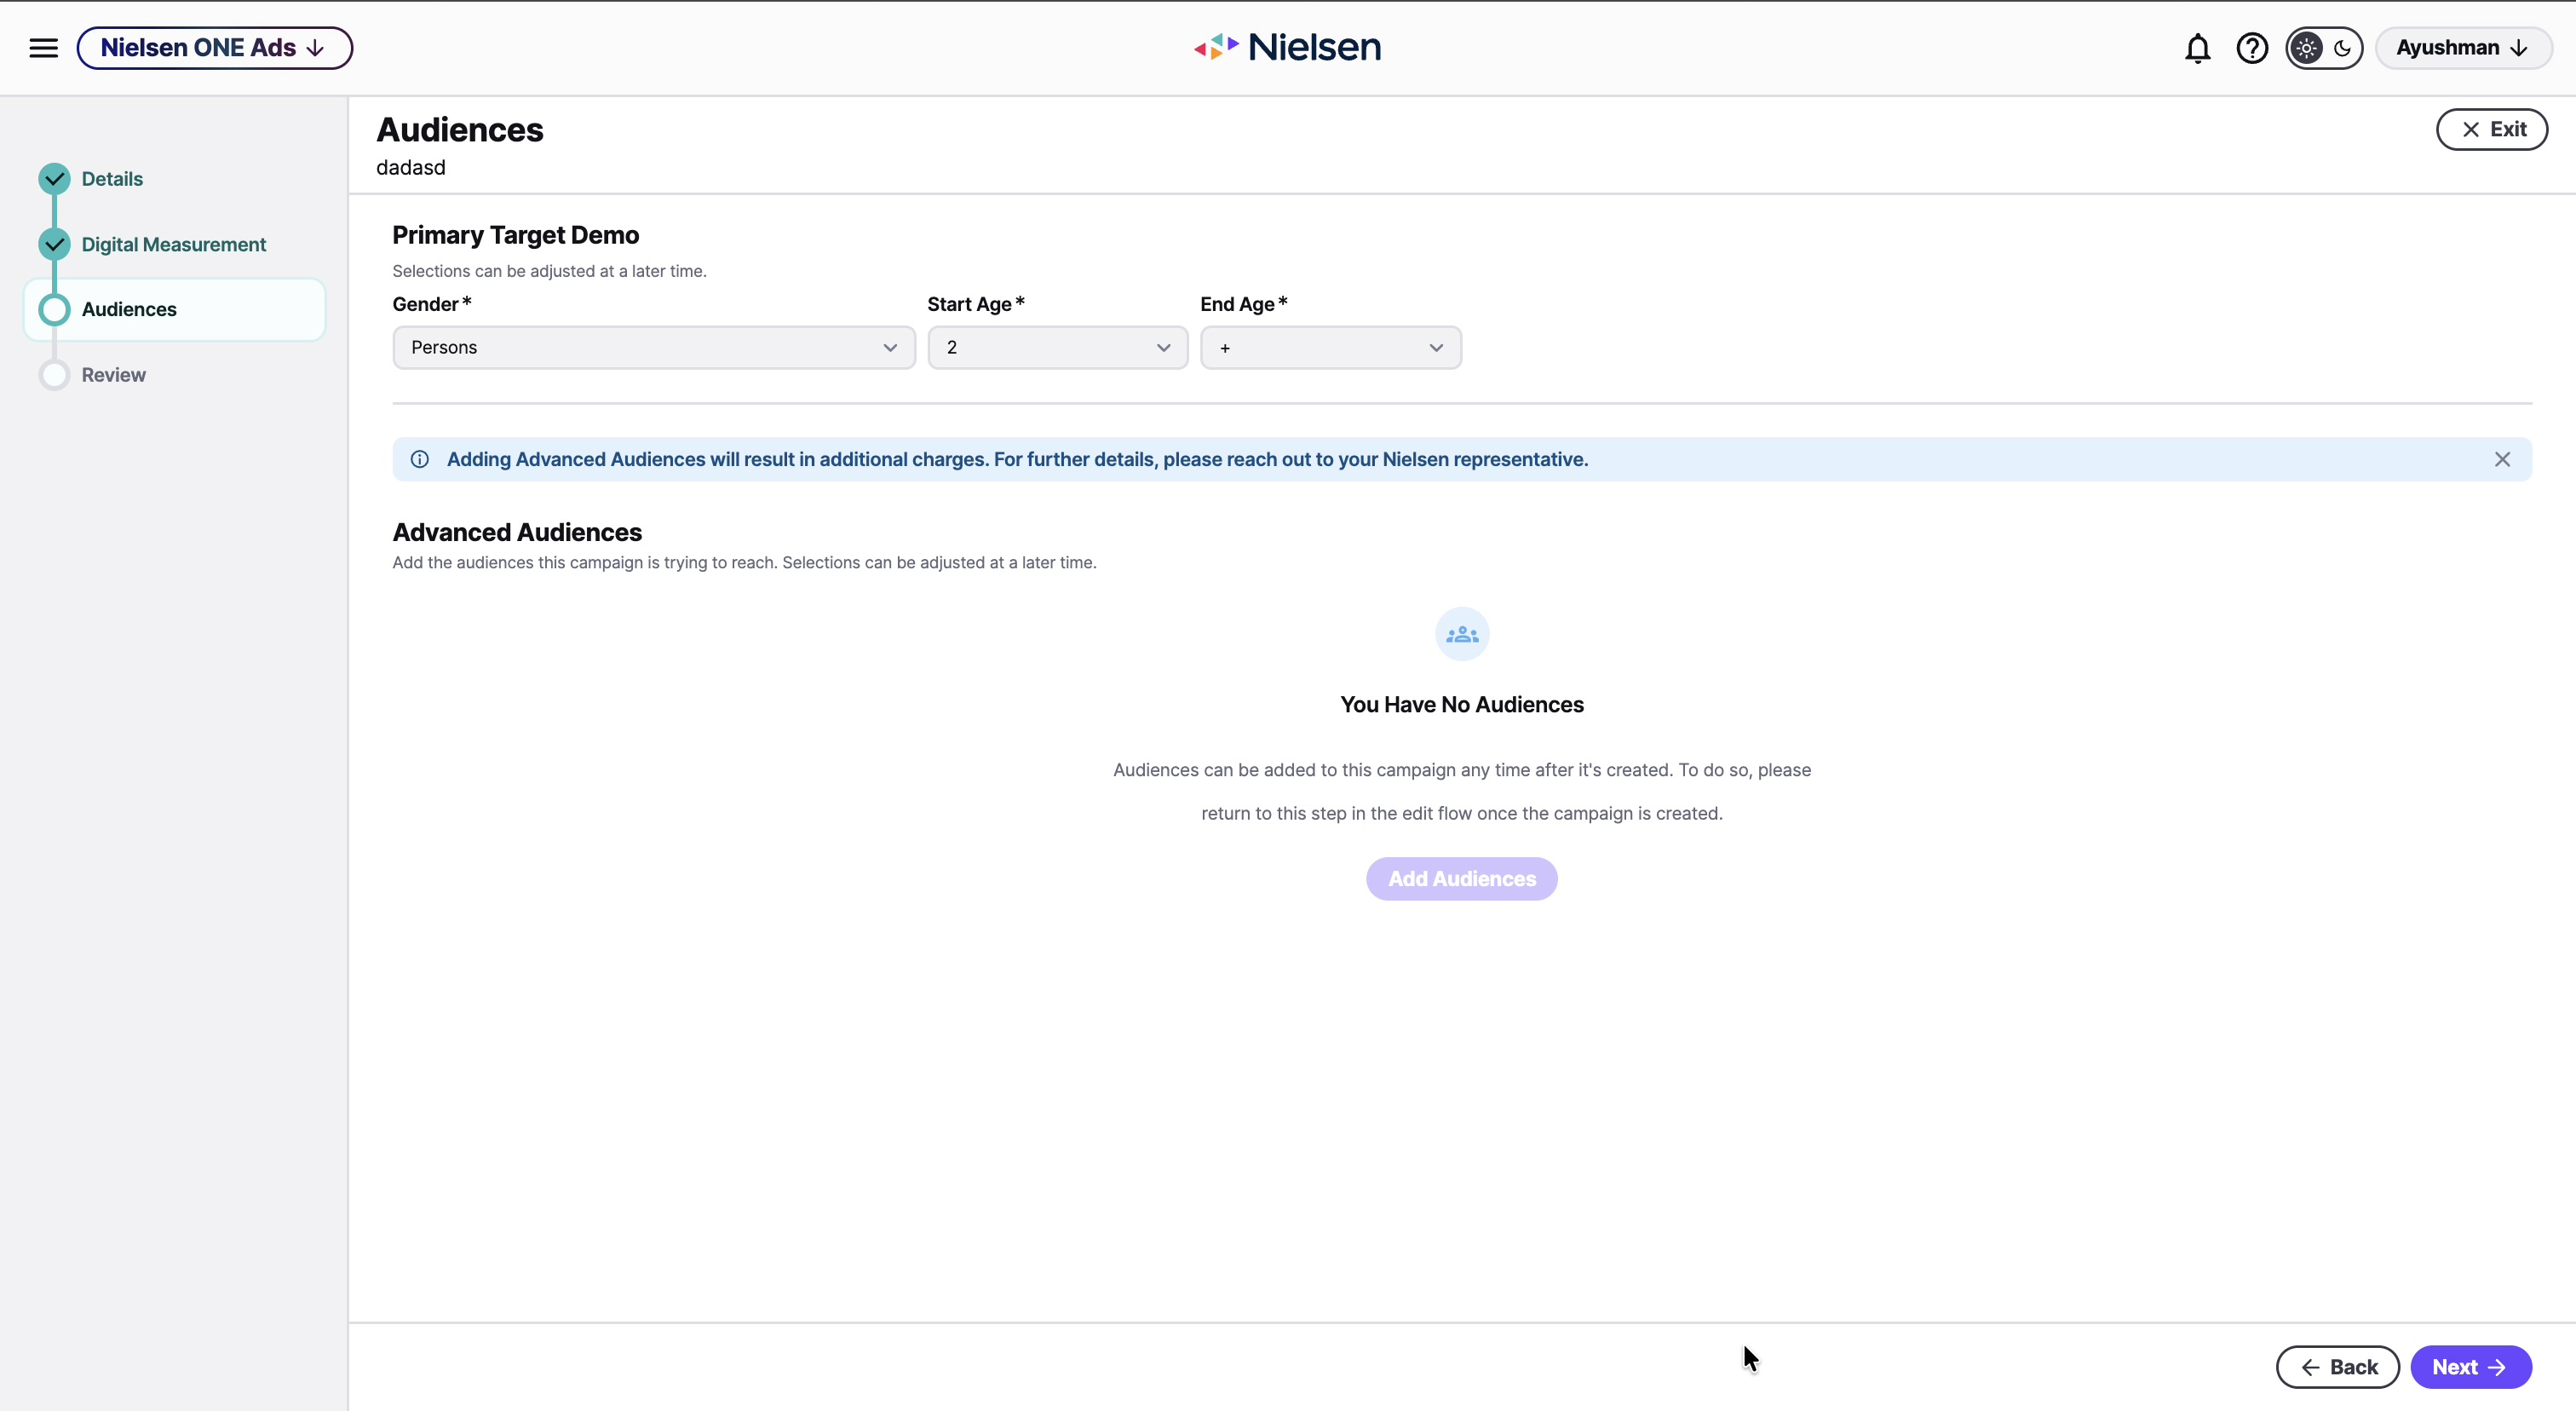 Nielsen ONE Ads
Nielsen
Ayushman
Details
Digital Measurement
Audiences
Review
Audiences
dadasd
Exit
Primary Target Demo
Selections can be adjusted at a later time.
Gender* Start Age* End Age*
Persons 2 +
Adding Advanced Audiences will result in additional charges. For further details, please reach out to your Nielsen representative.
Advanced Audiences
Add the audiences this campaign is trying to reach. Selections can be adjusted at a later time.
You Have No Audiences
Audiences can be added to this campaign any time after it's created. To do so, please
return to this step in the edit flow once the campaign is created.
Add Audiences
Back
Next